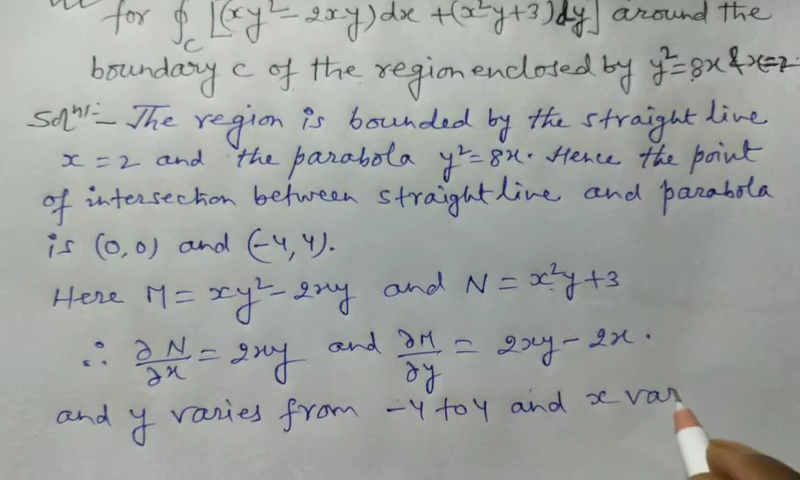 for ∮_C [(xy²-2xy)dx + (x²y+3)dy] around the
boundary c of the region enclosed by y²=8x & x=2.
Solⁿ:- The region is bounded by the straight live
x = 2 and the parabola y²=8x. Hence the point
of intersection between straight live and parabola
is (0,0) and (-4,4).
Here M = xy²-2xy and N = x²y+3
∴ ∂N/∂x = 2xy and ∂M/∂y = 2xy-2x.
and y varies from -4 to 4 and x var